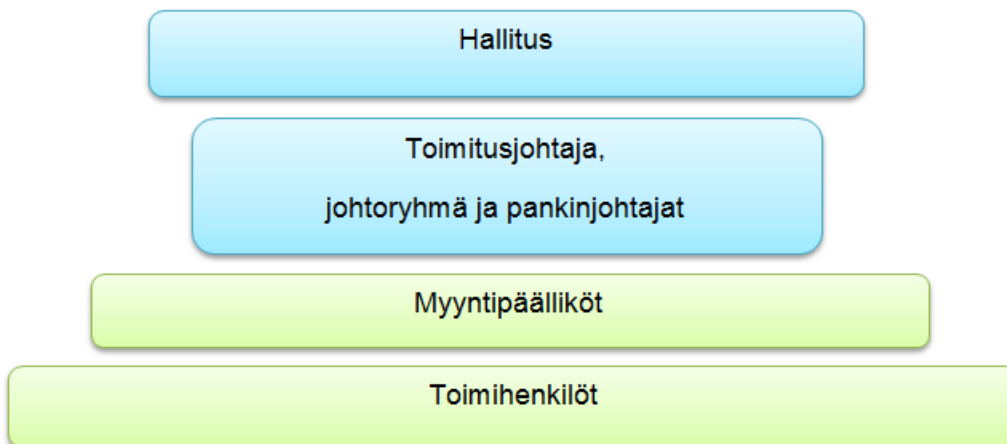 Hallitus
Toimitusjohtaja,
johtoryhmä ja pankinjohtajat
Myyntipäälliköt
Toimihenkilöt